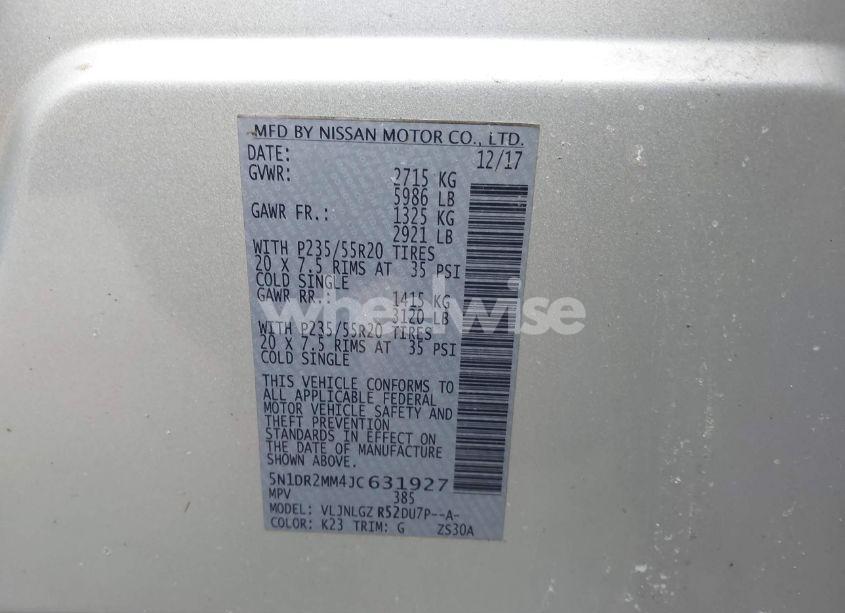 MFD BY NISSAN MOTOR CO., LTD.
DATE: 12/17
GVWR: 2715 KG
5986 LB
GAWR FR.: 1325 KG
2921 LB
WITH P235/55R20 TIRES
20 X 7.5 RIMS AT 35 PSI
COLD SINGLE
GAWR RR.: 1415 KG
3120 LB
wheelwise
WITH P235/55R20 TIRES
20 X 7.5 RIMS AT 35 PSI
COLD SINGLE
THIS VEHICLE CONFORMS TO
ALL APPLICABLE FEDERAL
MOTOR VEHICLE SAFETY AND
THEFT PREVENTION
STANDARDS IN EFFECT ON
THE DATE OF MANUFACTURE
SHOWN ABOVE.
5N1DR2MM4JC631927
MPV 385
MODEL: VLJNLGZ R52DU7P--A-
COLOR: K23 TRIM: G ZS30A